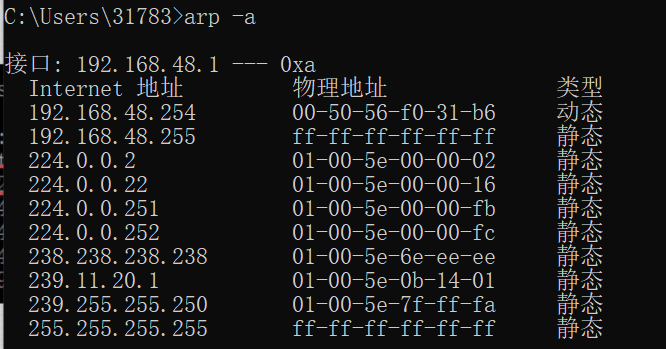 C:\Users\31783>arp -a
接口: 192.168.48.1 --- 0xa
Internet 地址 物理地址 类型
192.168.48.254 00-50-56-f0-31-b6 动态
192.168.48.255 ff-ff-ff-ff-ff-ff 静态
224.0.0.2 01-00-5e-00-00-02 静态
224.0.0.22 01-00-5e-00-00-16 静态
224.0.0.251 01-00-5e-00-00-fb 静态
224.0.0.252 01-00-5e-00-00-fc 静态
238.238.238.238 01-00-5e-6e-ee-ee 静态
239.11.20.1 01-00-5e-0b-14-01 静态
239.255.255.250 01-00-5e-7f-ff-fa 静态
255.255.255.255 ff-ff-ff-ff-ff-ff 静态